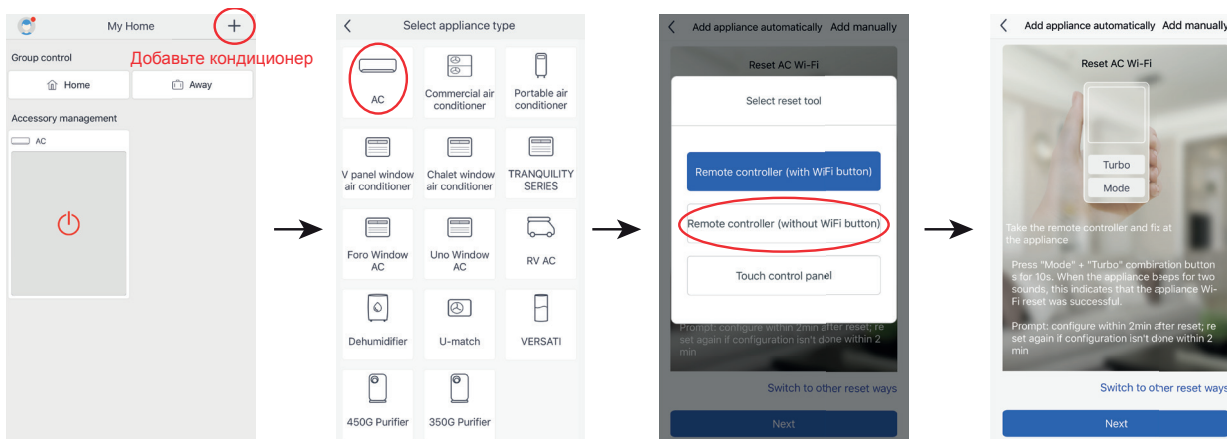 My Home
+
Добавьте кондиционер
Group control
Home
Away
Accessory management
AC
Select appliance type
AC
Commercial air
conditioner
Portable air
conditioner
V panel window
air conditioner
Chalet window
air conditioner
TRANQUILITY
SERIES
Foro Window
AC
Uno Window
AC
RV AC
Dehumidifier
U-match
VERSATI
450G Purifier
350G Purifier
Add appliance automatically Add manually
Reset AC Wi-Fi
Select reset tool
Remote controller (with WiFi button)
Remote controller (without WiFi button)
Touch control panel
Prompt: configure within 2min after reset; re
set again if configuration isn't done within 2
min
Switch to other reset ways
Next
Add appliance automatically Add manually
Reset AC Wi-Fi
Turbo
Mode
Take the remote controller and fix at
the appliance
Press "Mode" + "Turbo" combination button
s for 10s. When the appliance beeps for two
sounds, this indicates that the appliance Wi-
Fi reset was successful.
Prompt: configure within 2min after reset; re
set again if configuration isn't done within 2
min
Switch to other reset ways
Next